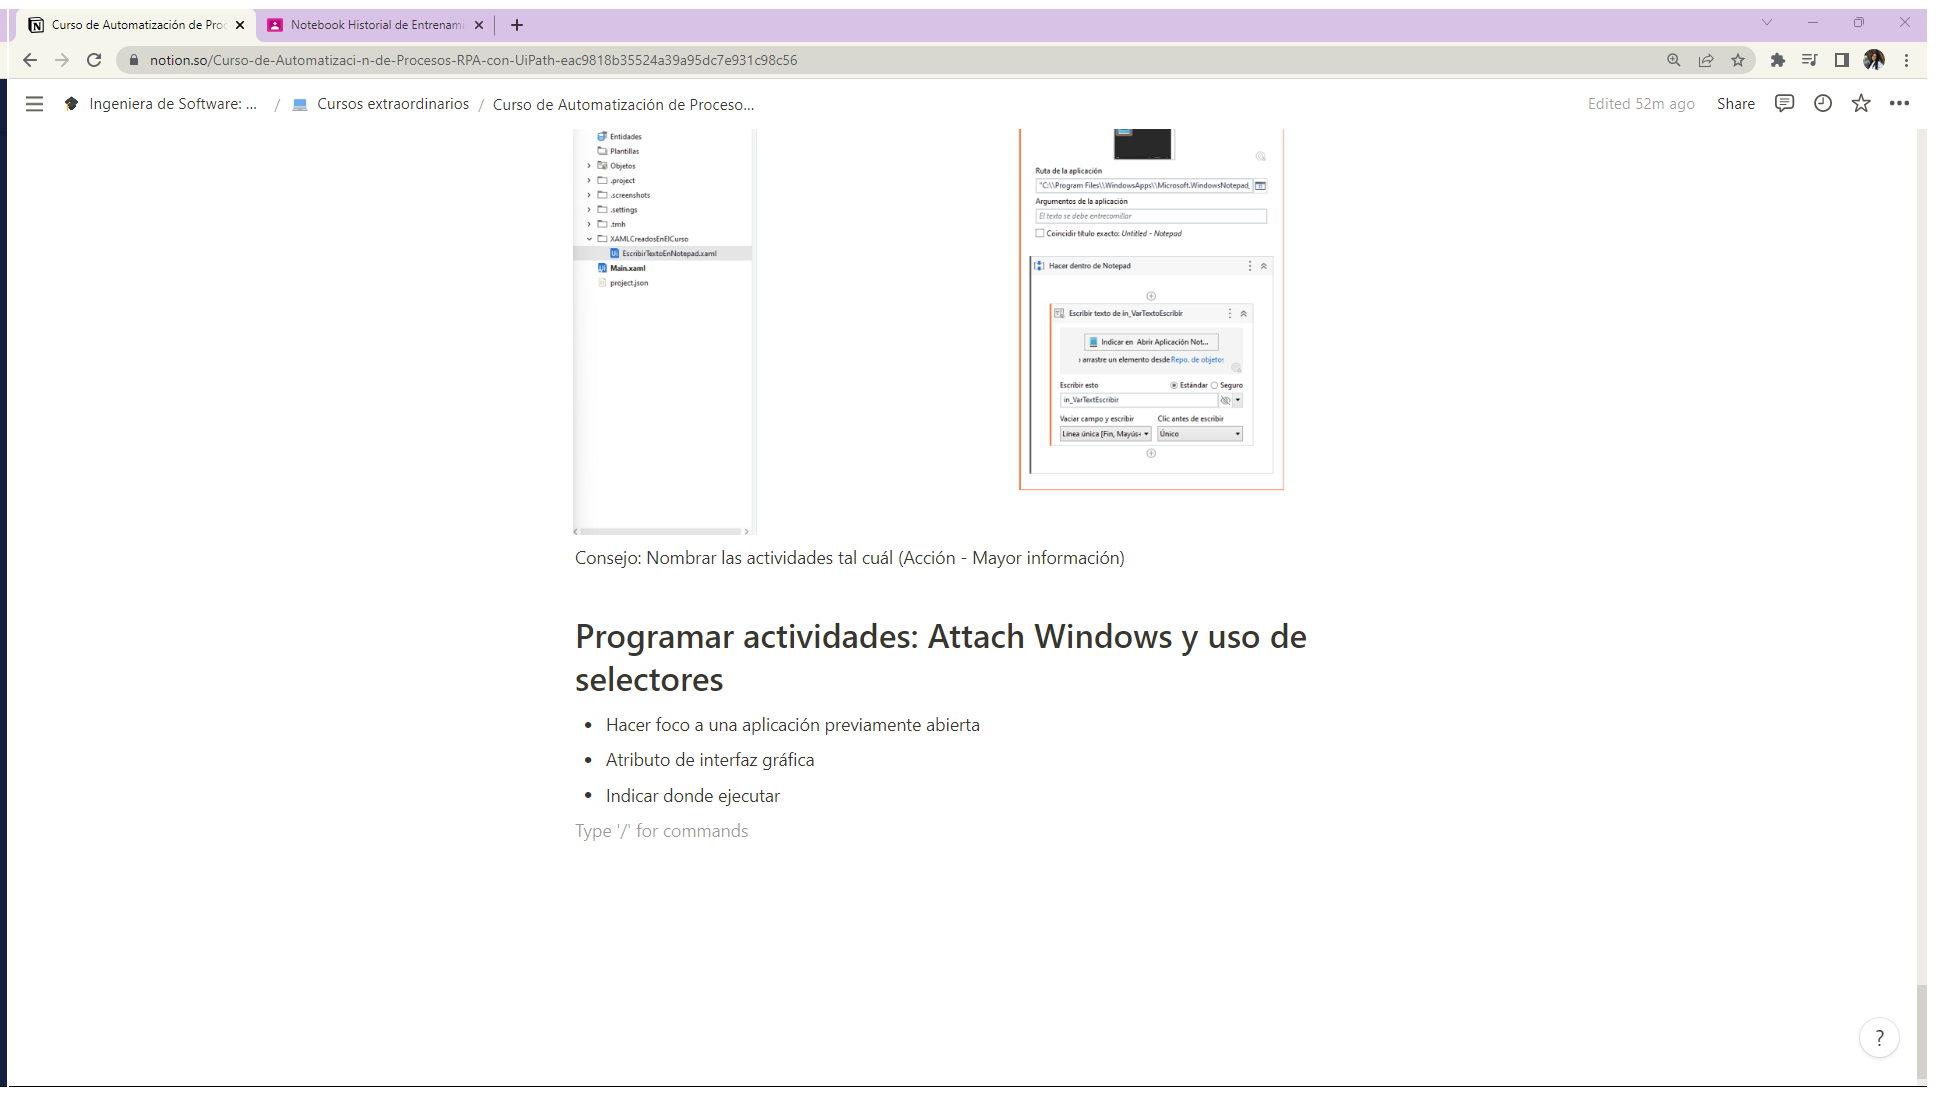 Curso de Automatización de Proc
Notebook Historial de Entrenami
notion.so/Curso-de-Automatizaci-n-de-Procesos-RPA-con-UiPath-eac9818b35524a39a95dc7e931c98c56
Ingeniera de Software: ... / Cursos extraordinarios / Curso de Automatización de Proceso...
Edited 52m ago Share
Entidades
Plantillas
Objetos
.project
.screenshots
.settings
.tmh
XAMLCreadosEnElCurso
EscribirTextoEnNotepad.xaml
Main.xaml
project.json
Ruta de la aplicación
"C:\\Program Files\\WindowsApps\\Microsoft.WindowsNotepad_
Argumentos de la aplicación
El texto se debe entrecomillar
Coincidir título exacto: Untitled - Notepad
Hacer dentro de Notepad
Escribir texto de in_VarTextoEscribir
Indicar en Abrir Aplicación Not...
arrastre un elemento desde Repo. de objetos
Escribir esto Estándar Seguro
in_VarTextEscribir
Vaciar campo y escribir Clic antes de escribir
Línea única [Fin, Mayús+ Único
Consejo: Nombrar las actividades tal cuál (Acción - Mayor información)
Programar actividades: Attach Windows y uso de
selectores
• Hacer foco a una aplicación previamente abierta
• Atributo de interfaz gráfica
• Indicar donde ejecutar
Type '/' for commands
?